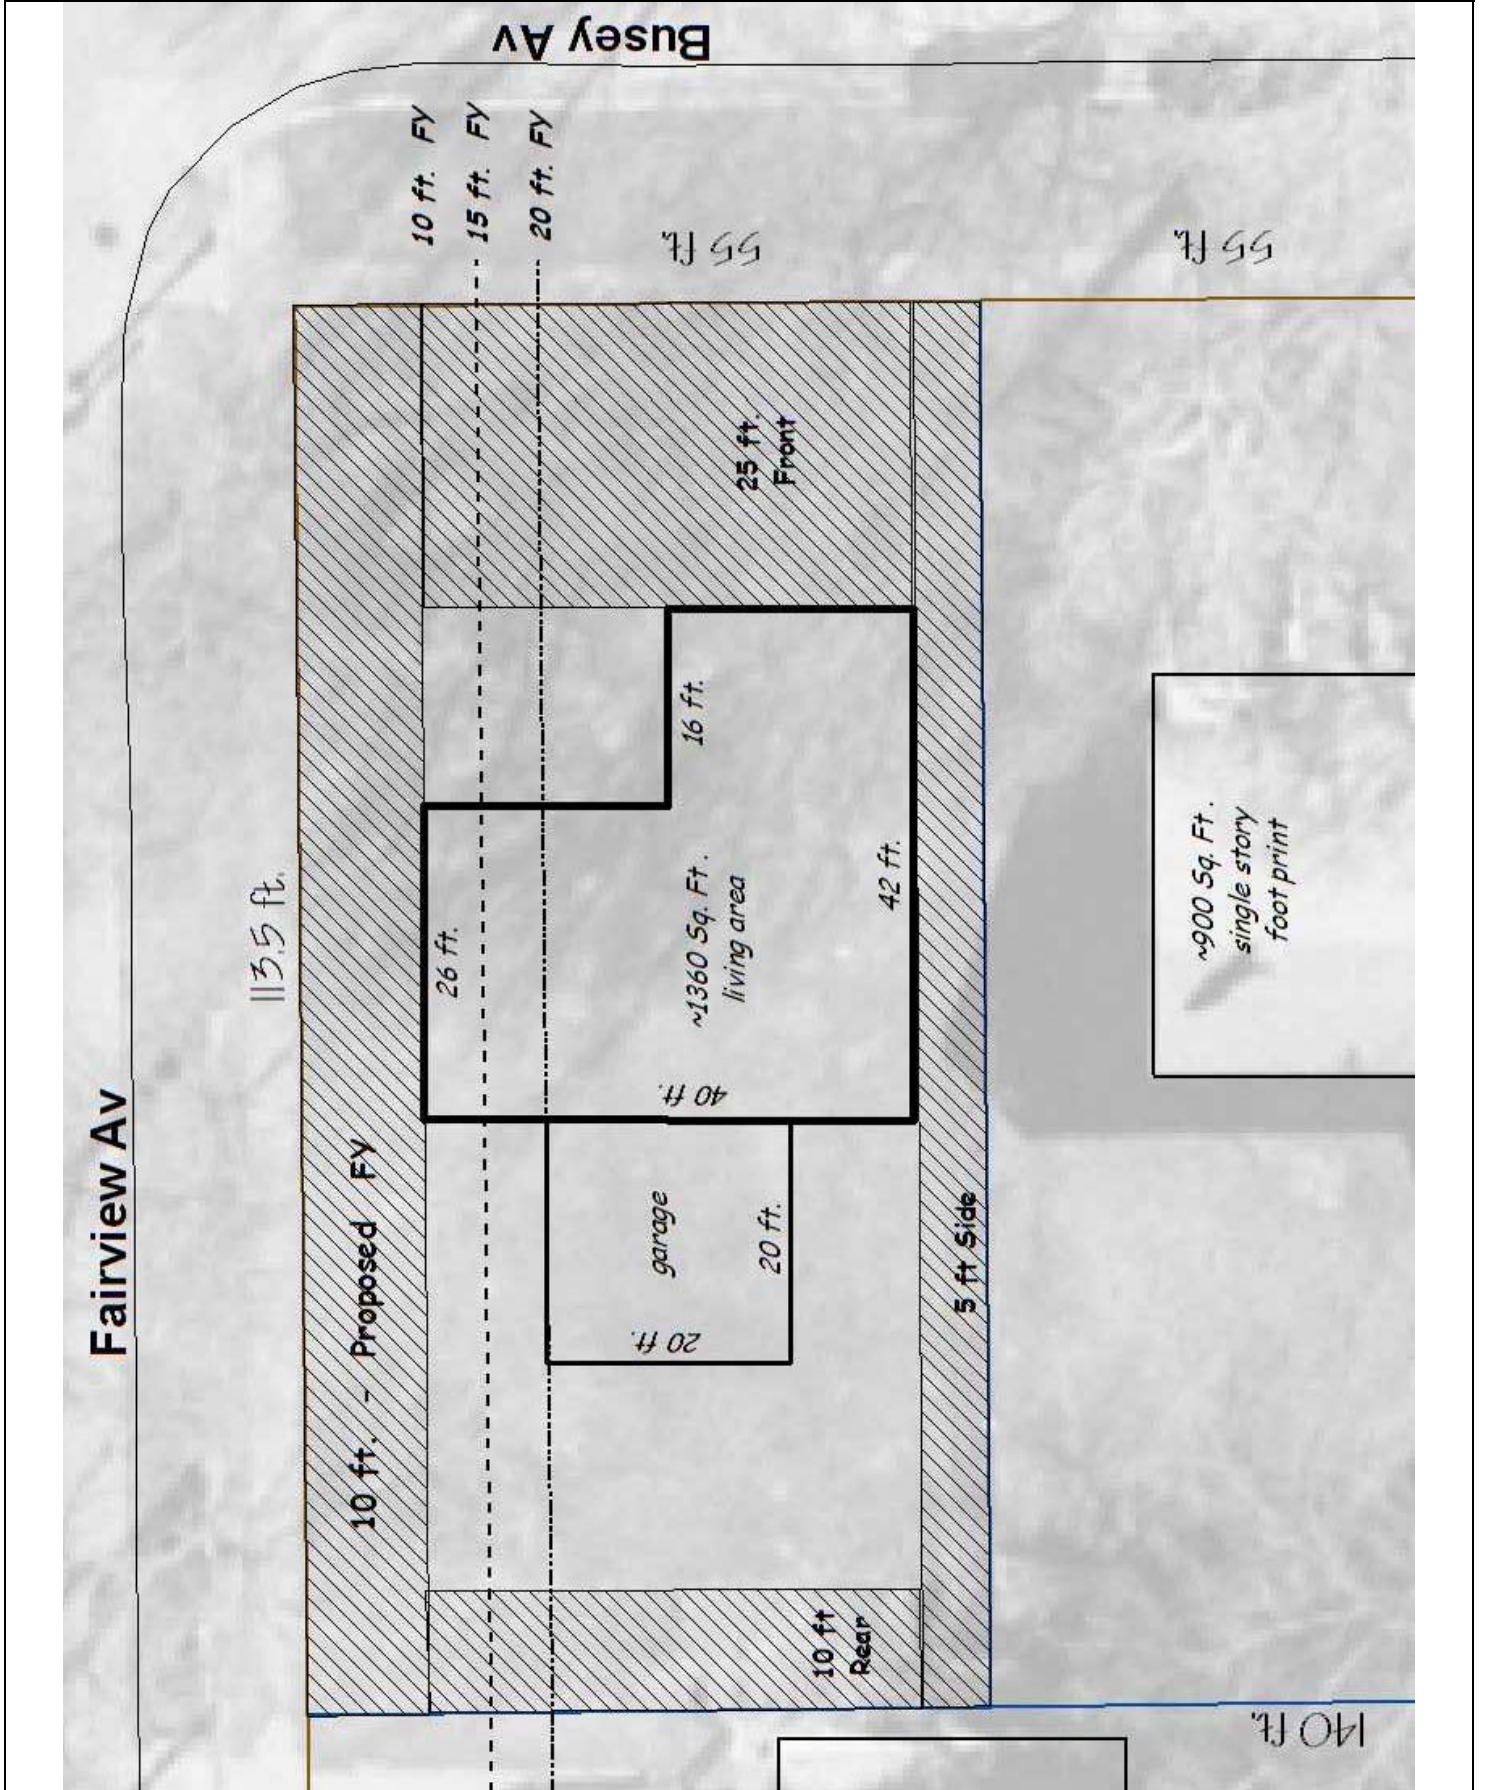 Busey Av
10 ft. FY
15 ft. FY
20 ft. FY
55 ft.
55 ft.
25 ft.
Front
16 ft.
113.5 ft.
26 ft.
~1360 Sq. Ft.
living area
42 ft.
~900 Sq. Ft.
single story
foot print
40 ft.
Fairview Av
10 ft. - Proposed FY
garage
20 ft.
20 ft.
5 ft Side
10 ft
Rear
140 ft.